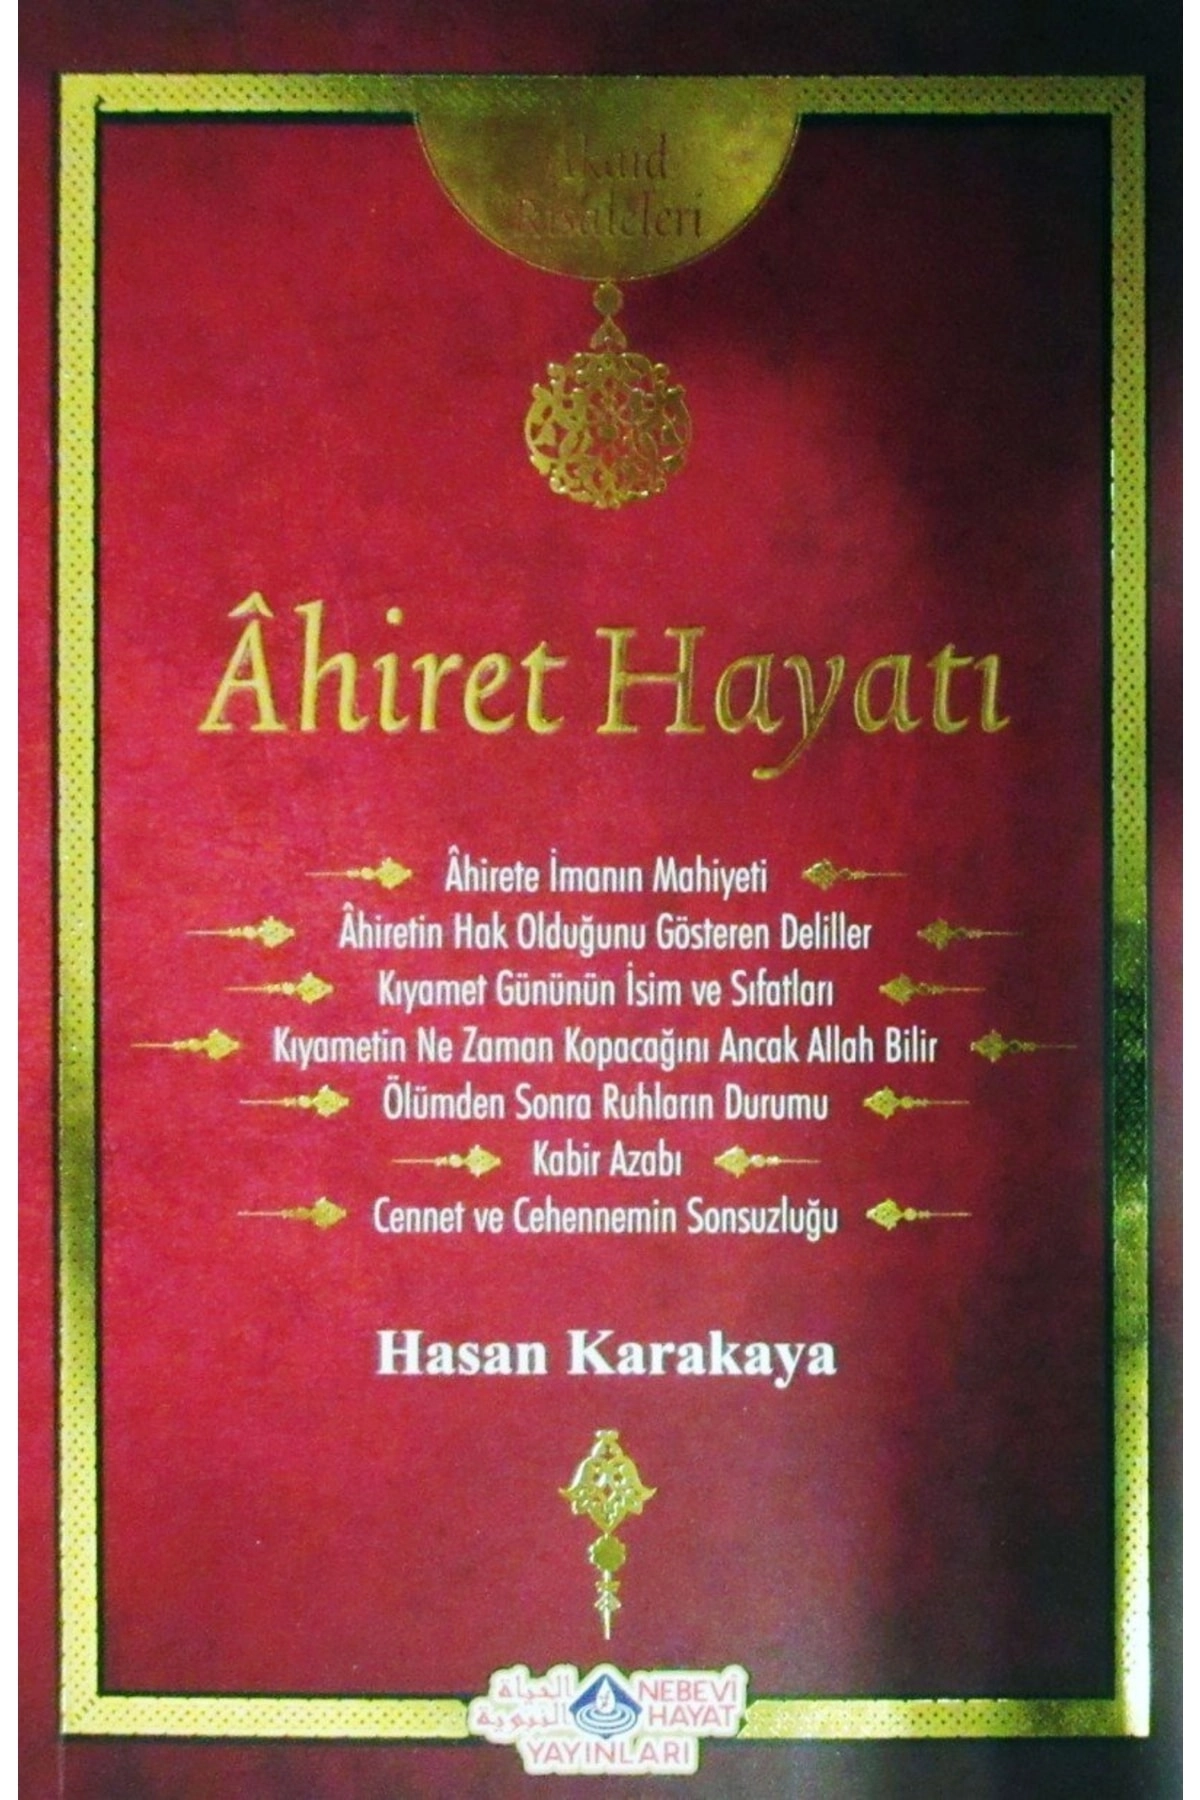 Akaid
Risaleleri
Âhiret Hayatı
Âhirete İmanın Mahiyeti
Âhiretin Hak Olduğunu Gösteren Deliller
Kıyamet Gününün İsim ve Sıfatları
Kıyametin Ne Zaman Kopacağını Ancak Allah Bilir
Ölümden Sonra Ruhların Durumu
Kabir Azabı
Cennet ve Cehennemin Sonsuzluğu
Hasan Karakaya
الحياة NEBEVİ
النبوية HAYAT
YAYINLARI